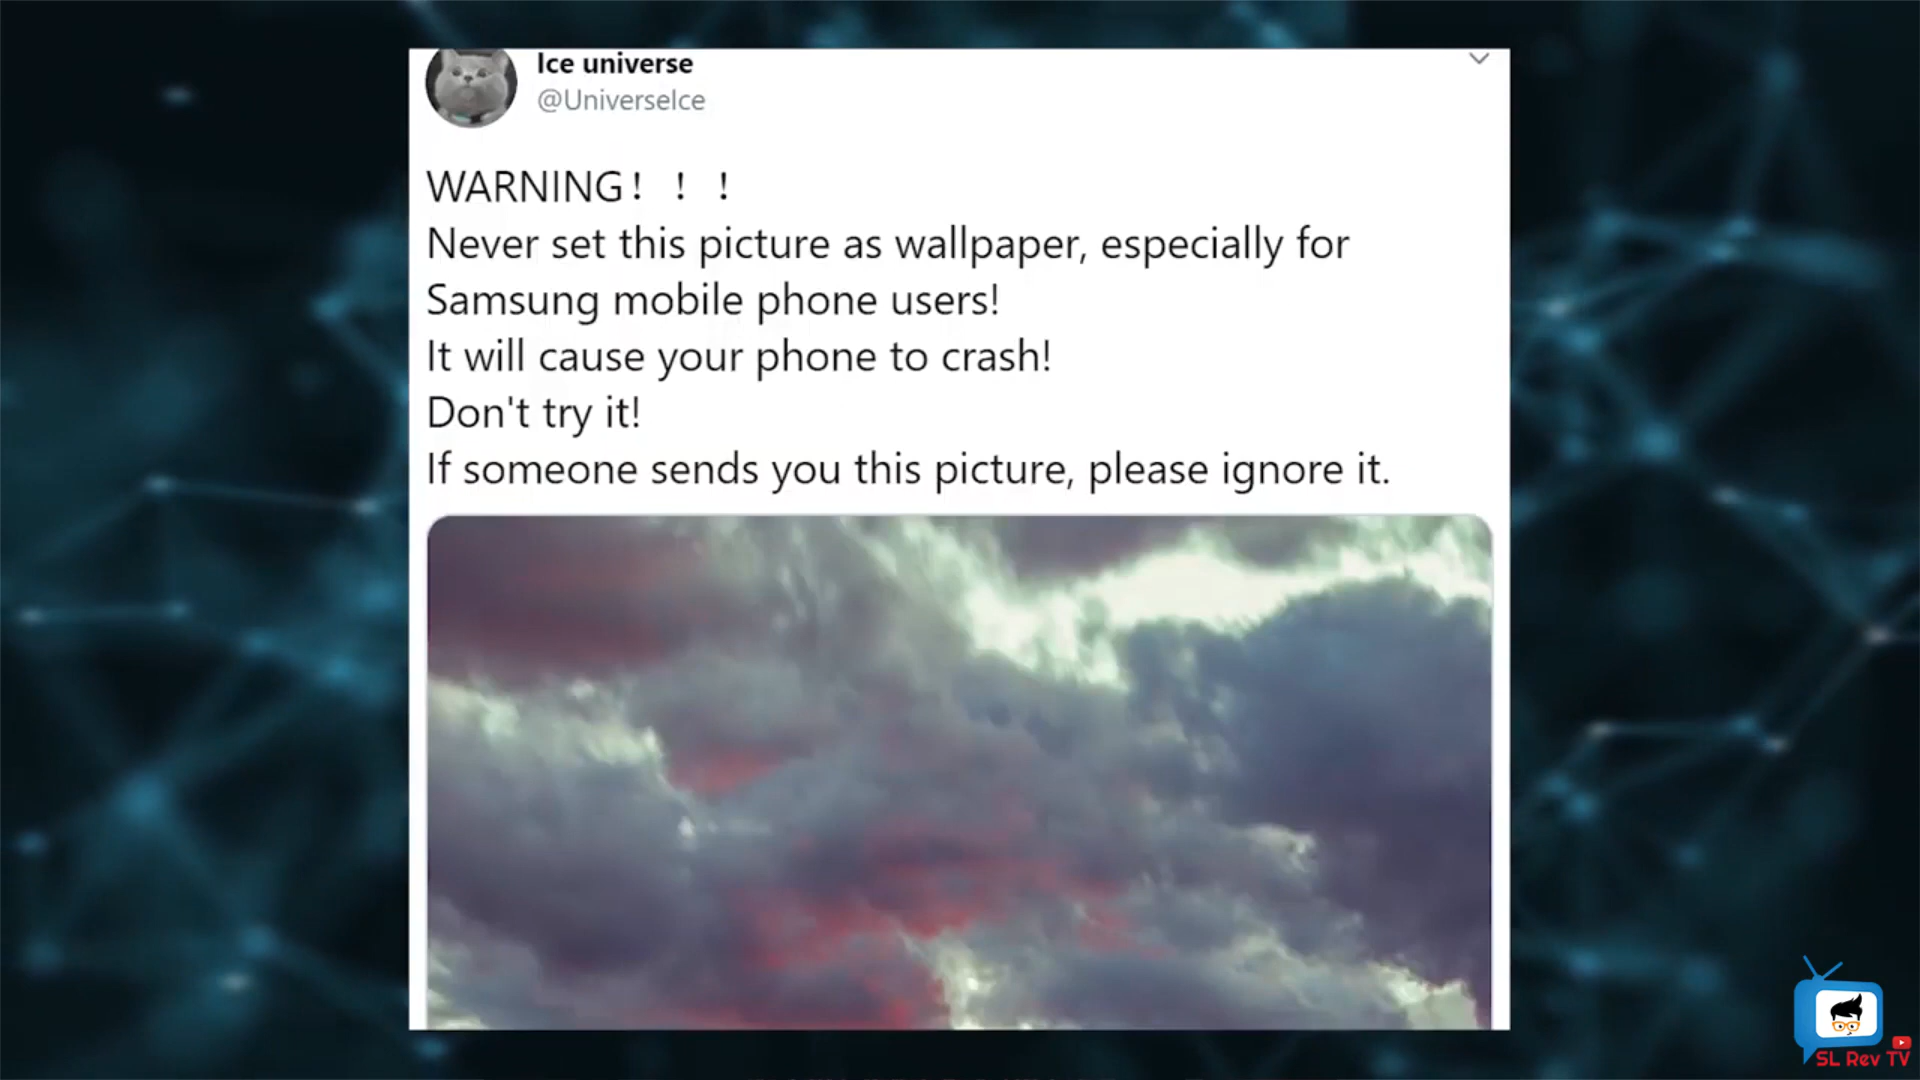 Ice universe
@UniverseIce
WARNING！！！
Never set this picture as wallpaper, especially for
Samsung mobile phone users!
It will cause your phone to crash!
Don't try it!
If someone sends you this picture, please ignore it.
SL Rev TV